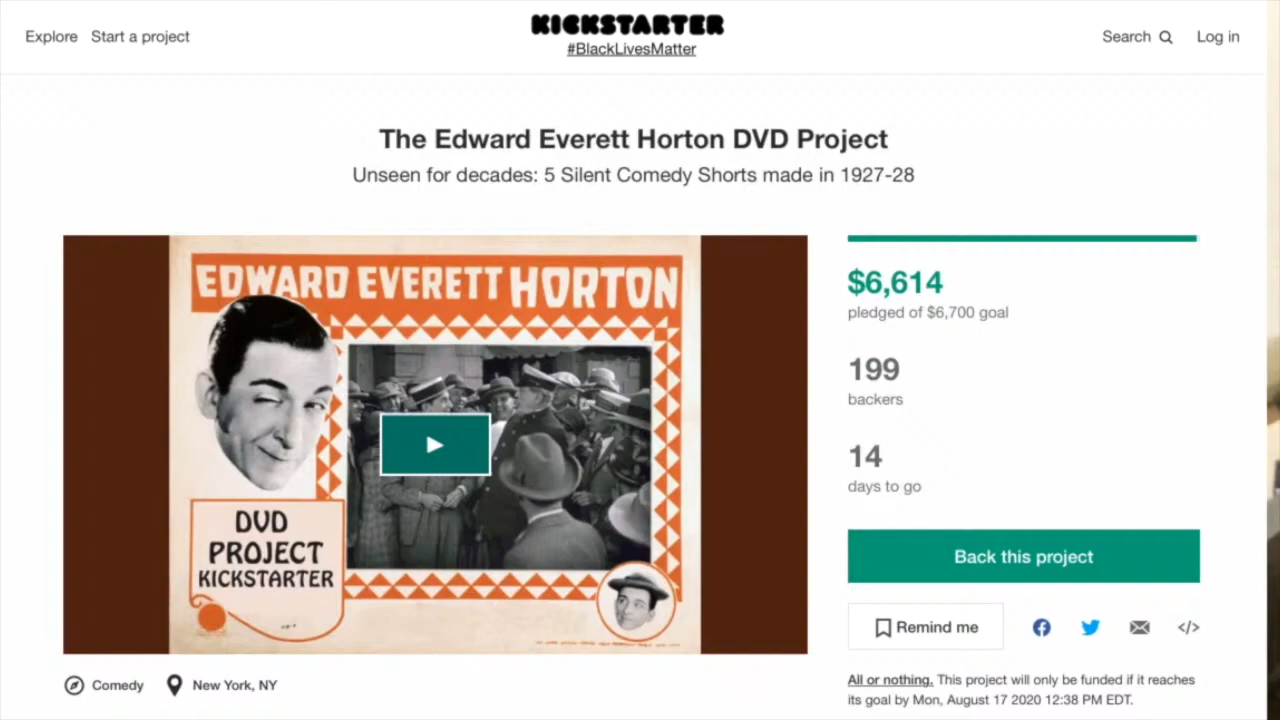 Explore Start a project
KICKSTARTER
#BlackLivesMatter
Search Log in
The Edward Everett Horton DVD Project
Unseen for decades: 5 Silent Comedy Shorts made in 1927-28
EDWARD EVERETT HORTON
DVD
PROJECT
KICKSTARTER
$6,614
pledged of $6,700 goal
199
backers
14
days to go
Back this project
Remind me
</>
All or nothing. This project will only be funded if it reaches
its goal by Mon, August 17 2020 12:38 PM EDT.
Comedy New York, NY